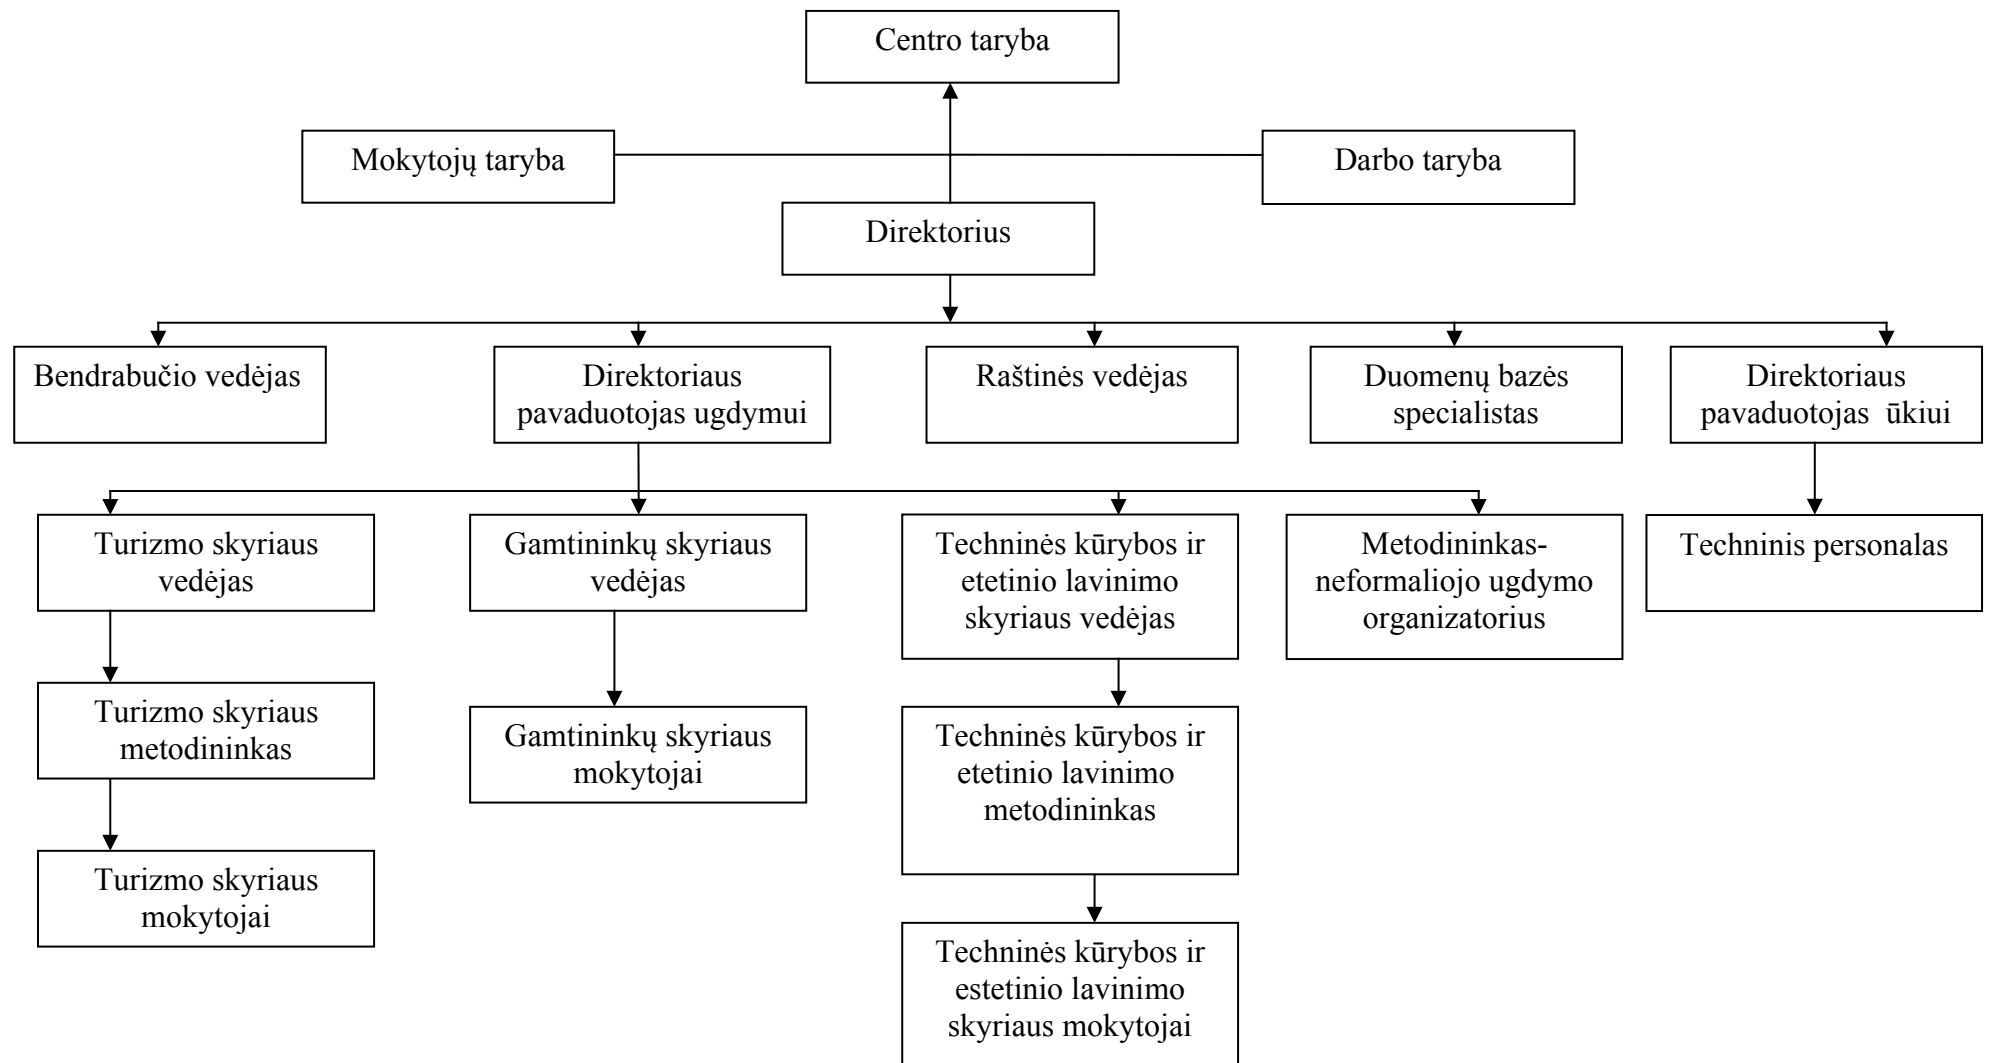 Centro taryba
Mokytojų taryba
Darbo taryba
Direktorius
Bendrabučio vedėjas
Direktoriaus
pavaduotojas ugdymui
Raštinės vedėjas
Duomenų bazės
specialistas
Direktoriaus
pavaduotojas ūkiui
Turizmo skyriaus
vedėjas
Gamtininkų skyriaus
vedėjas
Techninės kūrybos ir
etetinio lavinimo
skyriaus vedėjas
Metodininkas-
neformaliojo ugdymo
organizatorius
Techninis personalas
Turizmo skyriaus
metodininkas
Gamtininkų skyriaus
mokytojai
Techninės kūrybos ir
etetinio lavinimo
metodininkas
Turizmo skyriaus
mokytojai
Techninės kūrybos ir
estetinio lavinimo
skyriaus mokytojai